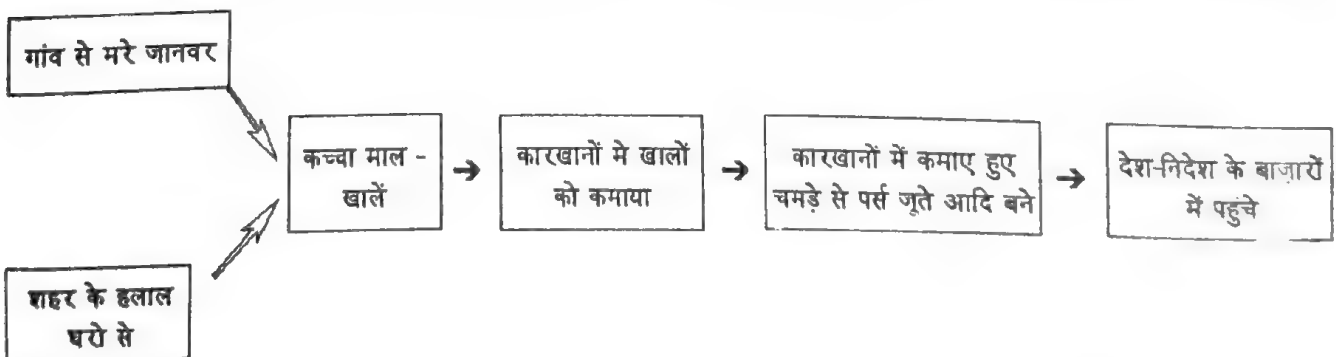 गांव से मरे जानवर
कच्चा माल -
खालें
कारखानों मे खालों
को कमाया
कारखानों में कमाए हुए
चमड़े से पर्स जूते आदि बने
देश-निदेश के बाज़ारों
में पहुंचे
शहर के हलाल
घरो से